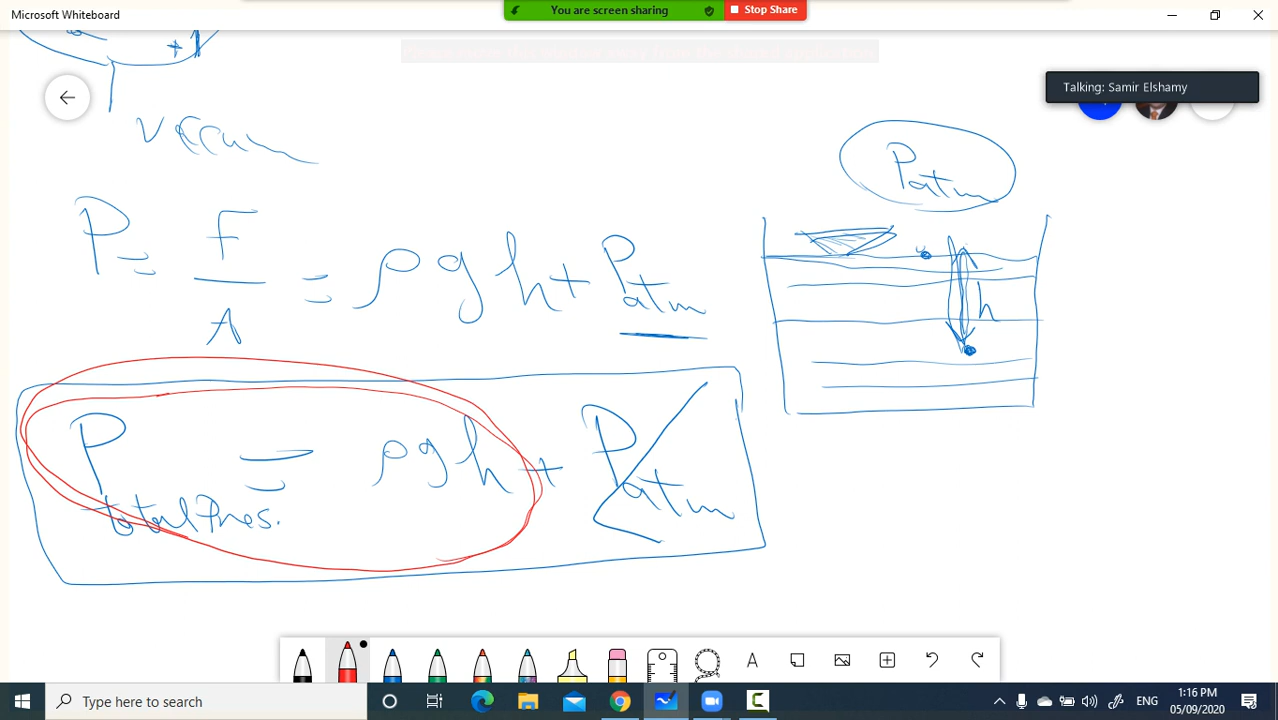 Microsoft Whiteboard
You are screen sharing
Stop Share
Talking: Samir Elshamy
P = F / A = ρgh + Patm
Patm
h
Ptotal Pres. = ρgh + Patm
A
Type here to search
ENG
1:16 PM
05/09/2020